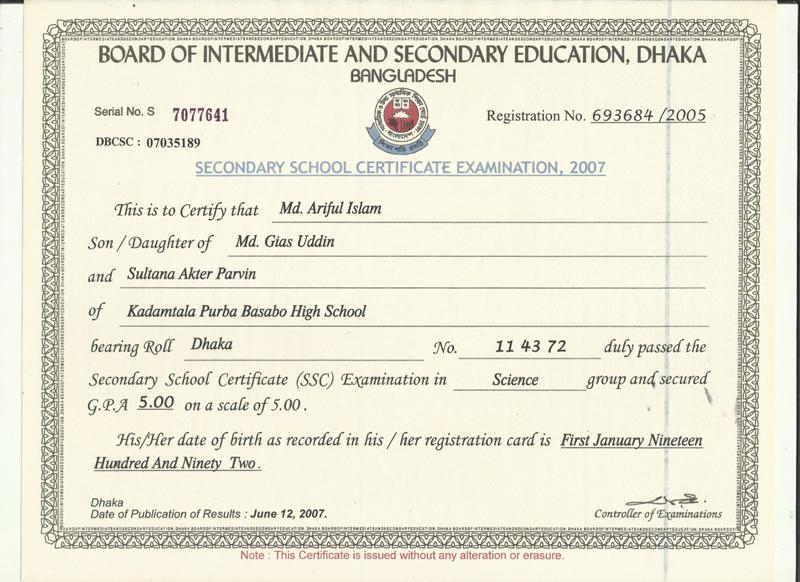 BOARD OF INTERMEDIATE AND SECONDARY EDUCATION, DHAKA
BANGLADESH
Serial No. S 7077641
Registration No. 693684 /2005
DBCSC : 07035189
SECONDARY SCHOOL CERTIFICATE EXAMINATION, 2007
This is to Certify that Md. Ariful Islam
Son / Daughter of Md. Gias Uddin
and Sultana Akter Parvin
of Kadamtala Purba Basabo High School
bearing Roll Dhaka No. 11 43 72 duly passed the
Secondary School Certificate (SSC) Examination in Science group and secured
G.P.A 5.00 on a scale of 5.00 .
His/Her date of birth as recorded in his / her registration card is First January Nineteen
Hundred And Ninety Two .
Dhaka
Date of Publication of Results : June 12, 2007.
Controller of Examinations
Note : This Certificate is issued without any alteration or erasure.